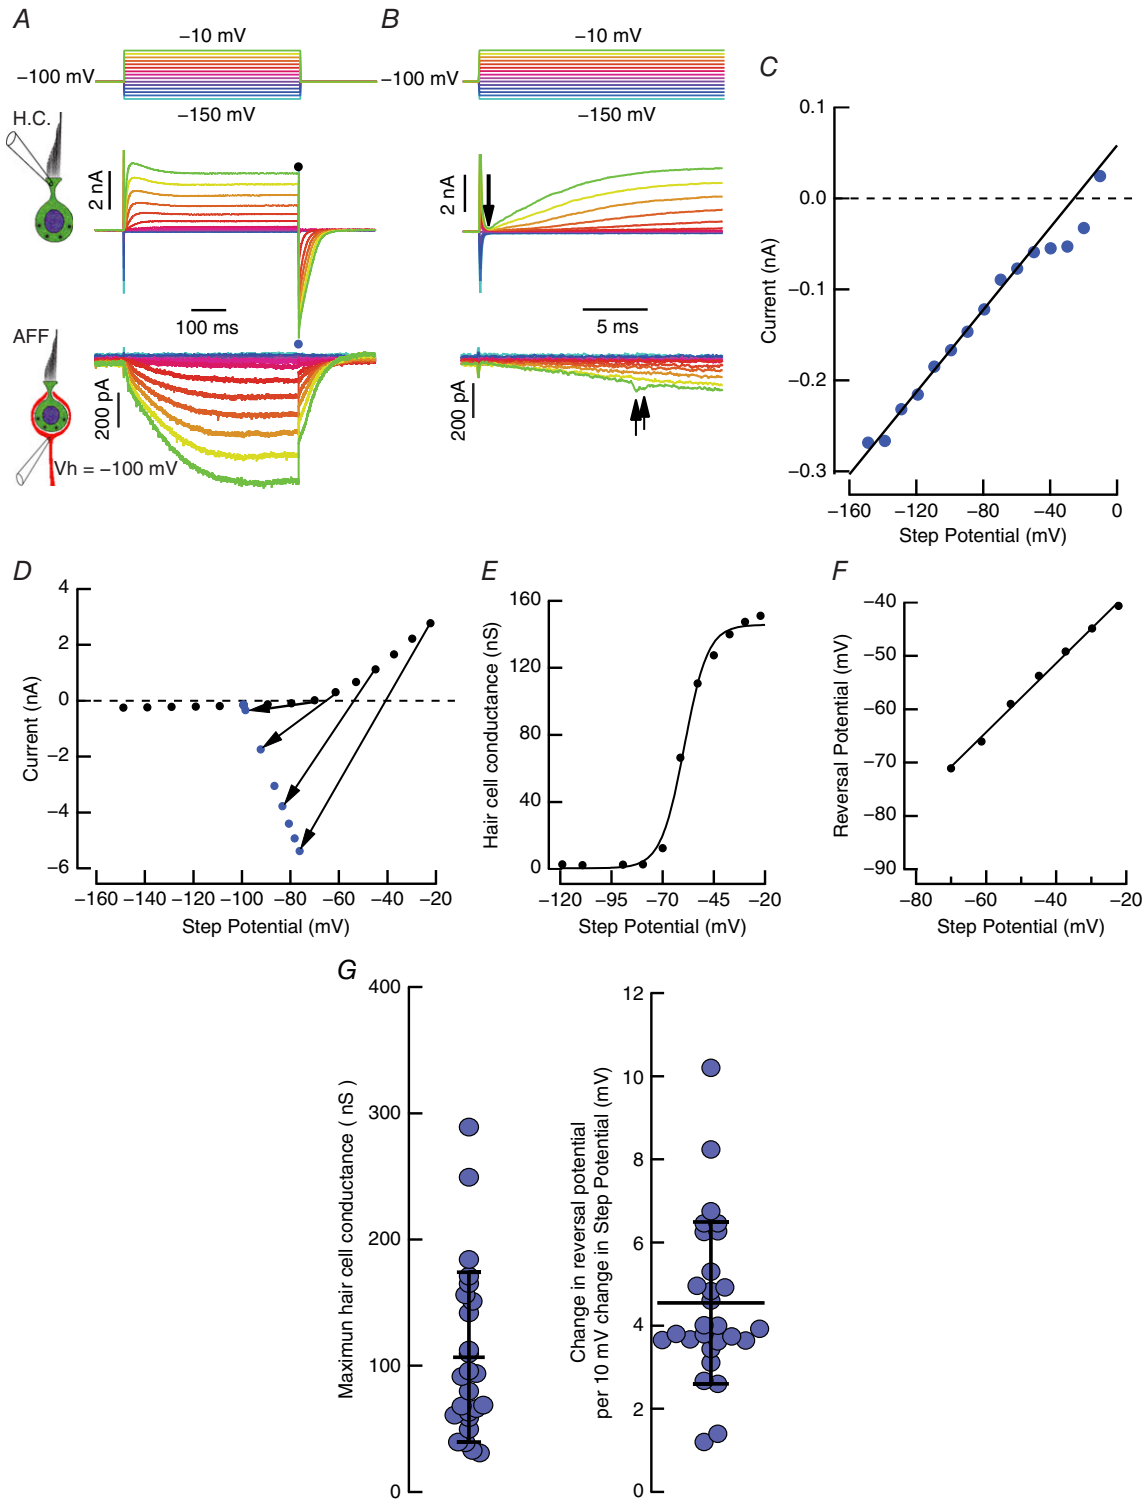 A
−10 mV
−100 mV
−150 mV
H.C.
2 nA
100 ms
AFF
200 pA
Vh = −100 mV
B
−10 mV
−100 mV
−150 mV
2 nA
5 ms
200 pA
C
0.1
0.0
−0.1
−0.2
−0.3
Current (nA)
−160
−120
−80
−40
0
Step Potential (mV)
D
4
2
0
−2
−4
−6
Current (nA)
−160
−140
−120
−100
−80
−60
−40
−20
Step Potential (mV)
E
160
120
80
40
0
Hair cell conductance (nS)
−120
−95
−70
−45
−20
Step Potential (mV)
F
−40
−50
−60
−70
−80
−90
Reversal Potential (mV)
−80
−60
−40
−20
Step Potential (mV)
G
400
300
200
100
0
Maximun hair cell conductance ( nS )
12
10
8
6
4
2
0
Change in reversal potential
per 10 mV change in Step Potential (mV)